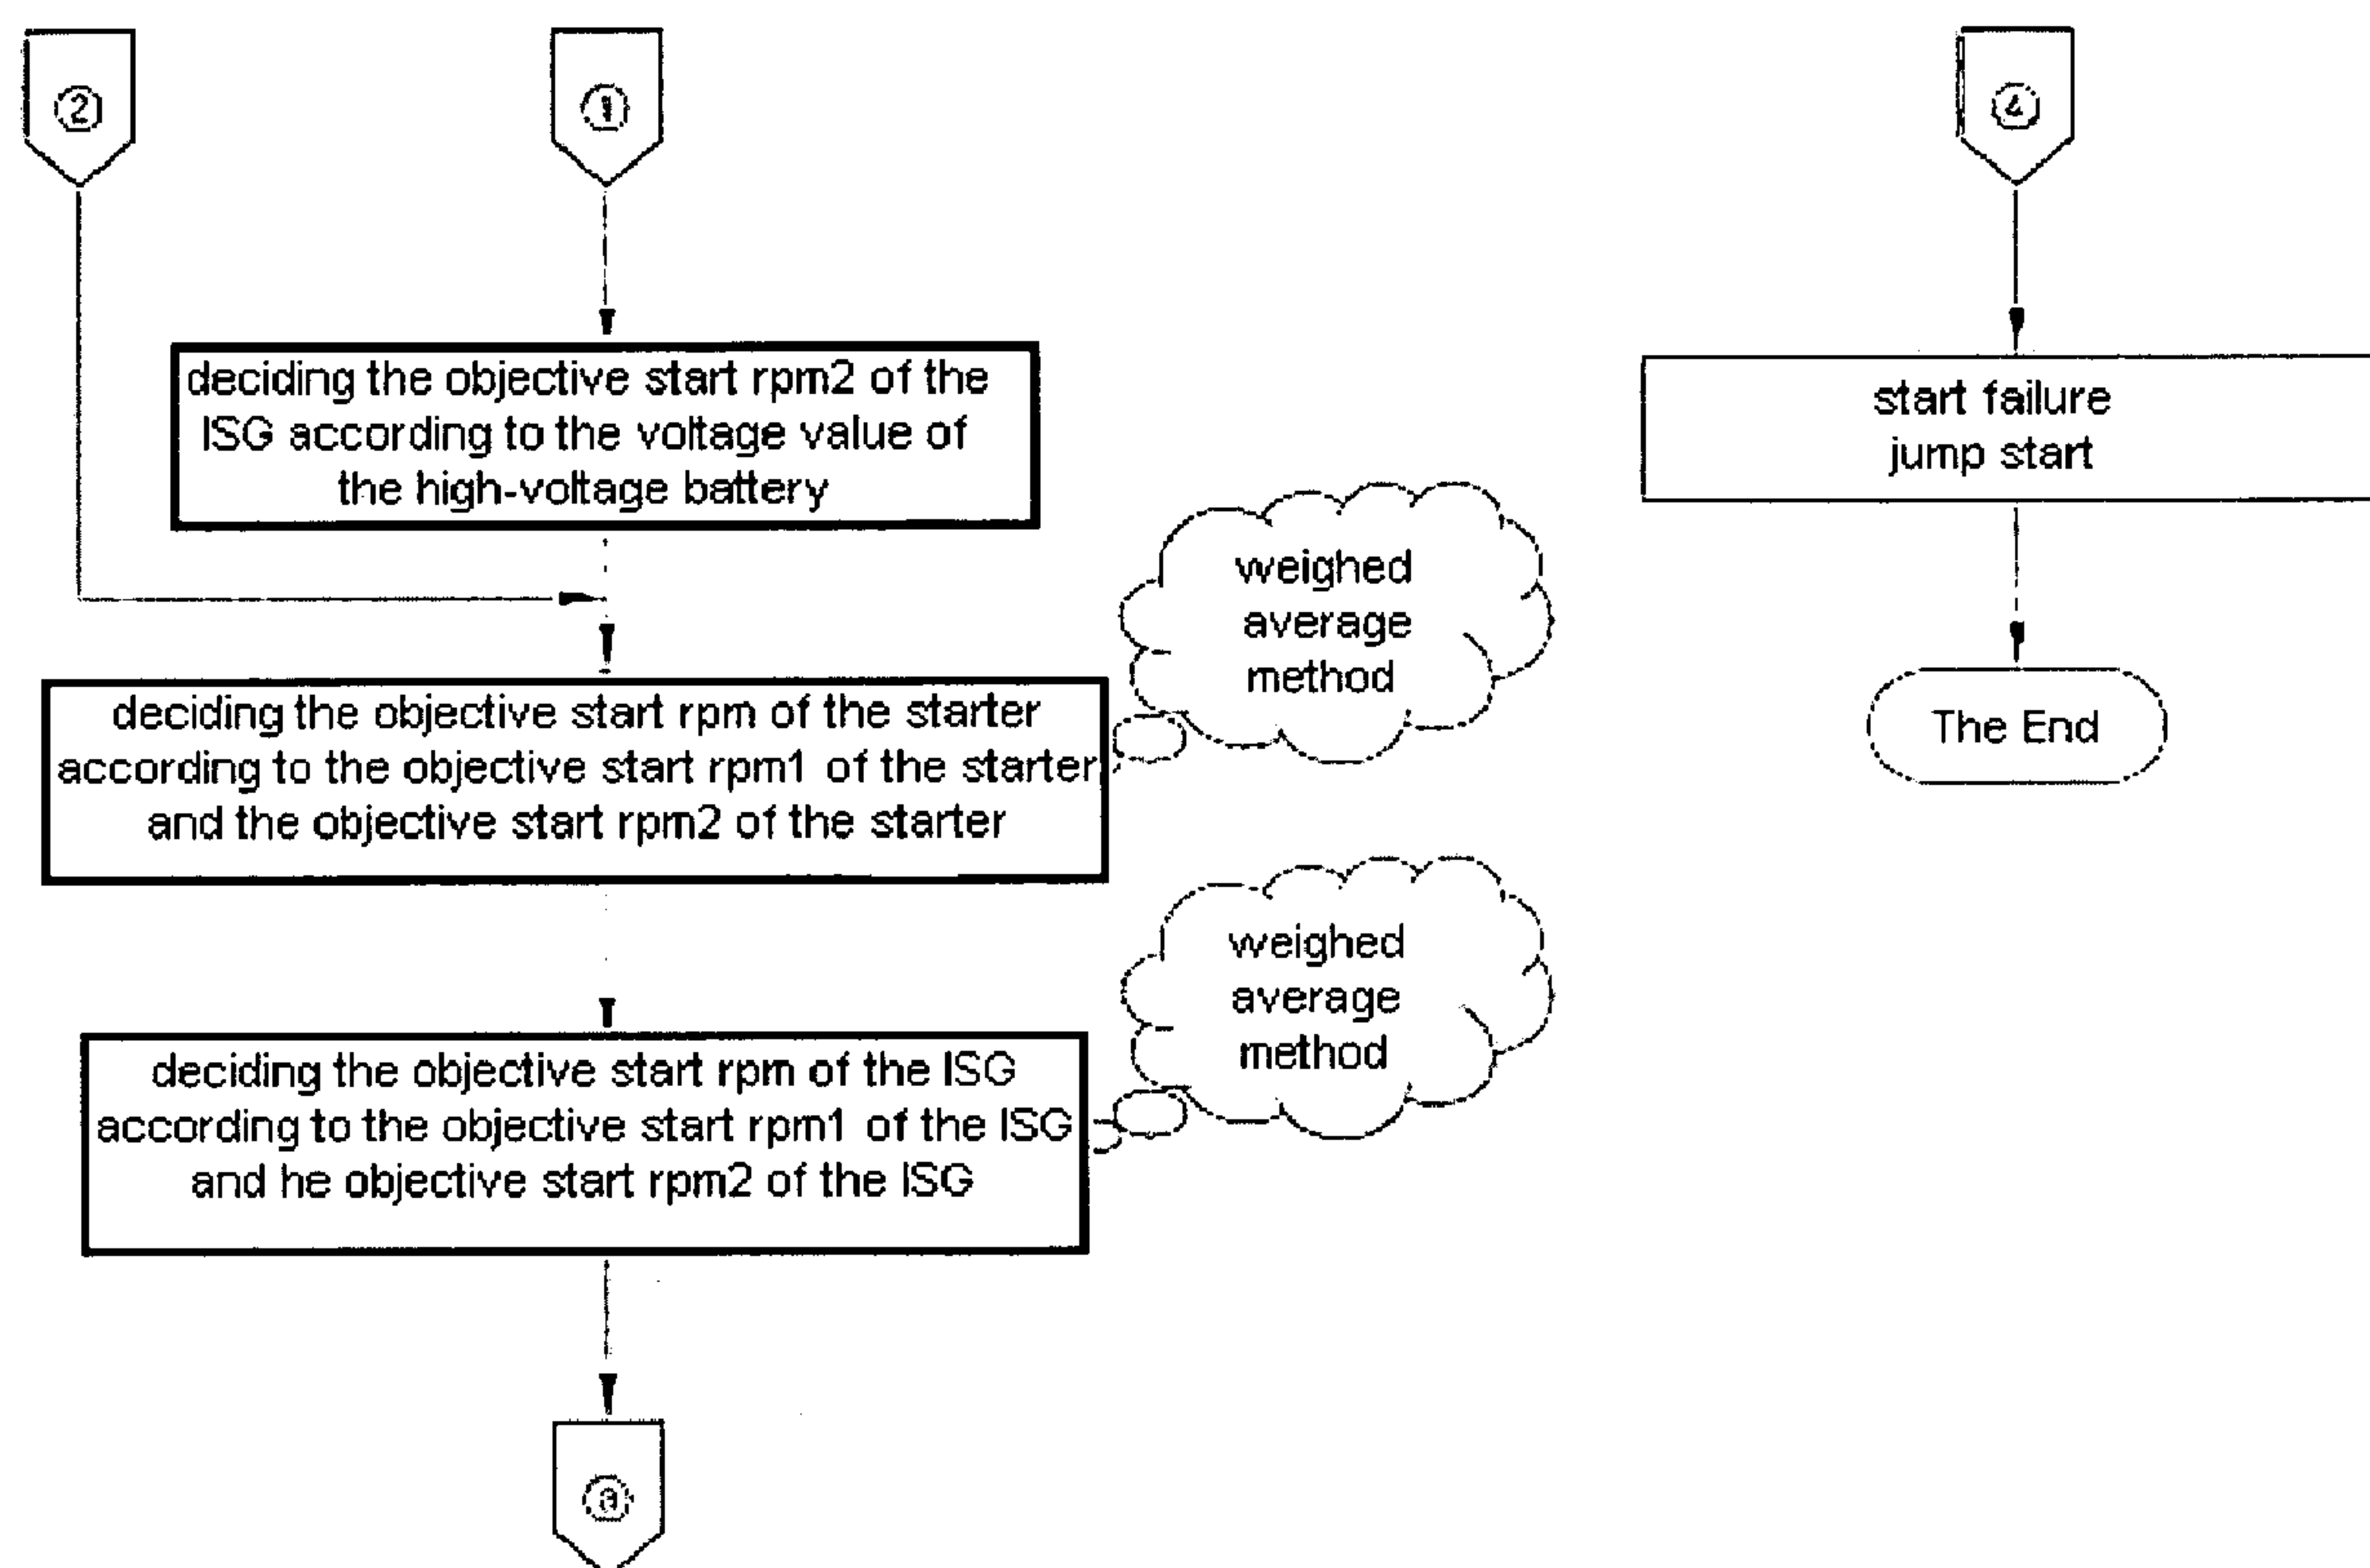 ②
①
④
deciding the objective start rpm2 of the
ISG according to the voltage value of
the high-voltage battery
start failure
jump start
weighed
average
method
deciding the objective start rpm of the starter
according to the objective start rpm1 of the starter
and the objective start rpm2 of the starter
The End
weighed
average
method
deciding the objective start rpm of the ISG
according to the objective start rpm1 of the ISG
and he objective start rpm2 of the ISG